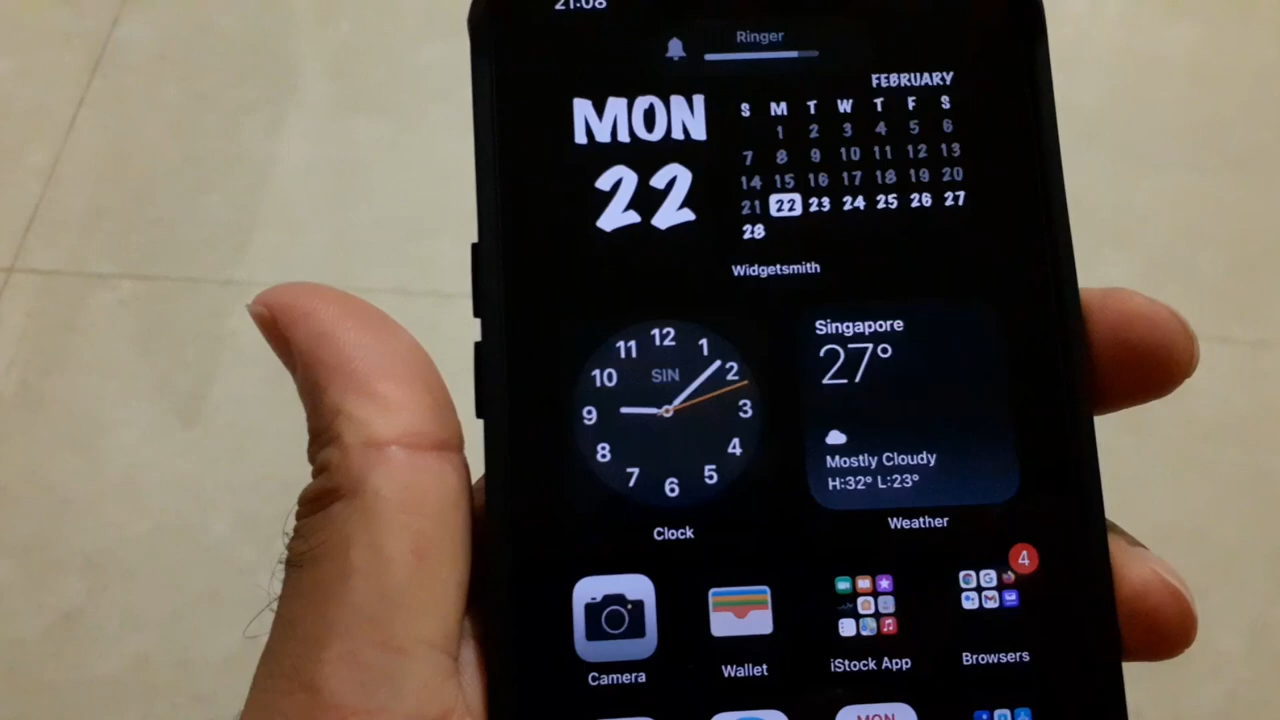 21:08
Ringer
FEBRUARY
MON
22
S M T W T F S
1 2 3 4 5 6
7 8 9 10 11 12 13
14 15 16 17 18 19 20
21 22 23 24 25 26 27
28
Widgetsmith
12
11 1
10 SIN 2
9 3
8 4
7 5
6
Clock
Singapore
27°
Mostly Cloudy
H:32° L:23°
Weather
4
Camera
Wallet
iStock App
Browsers
MON